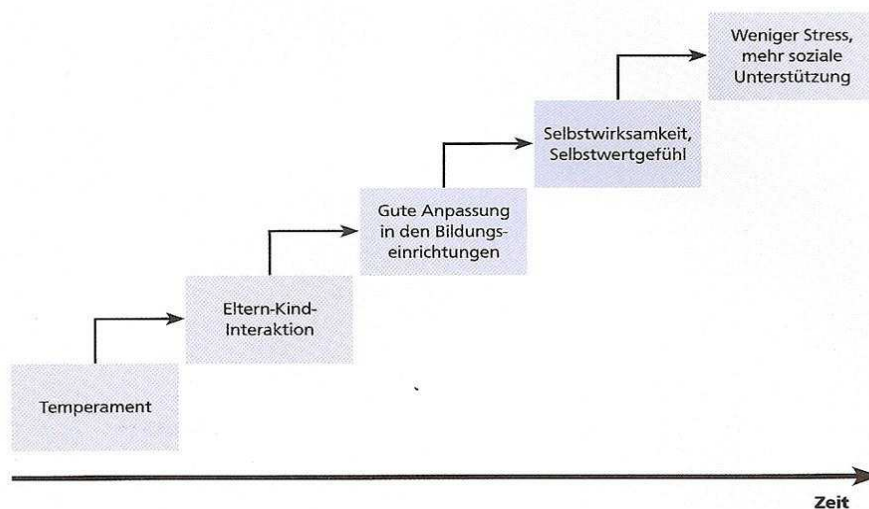 Weniger Stress,
mehr soziale
Unterstützung
Selbstwirksamkeit,
Selbstwertgefühl
Gute Anpassung
in den Bildungs-
einrichtungen
Eltern-Kind-
Interaktion
Temperament
Zeit